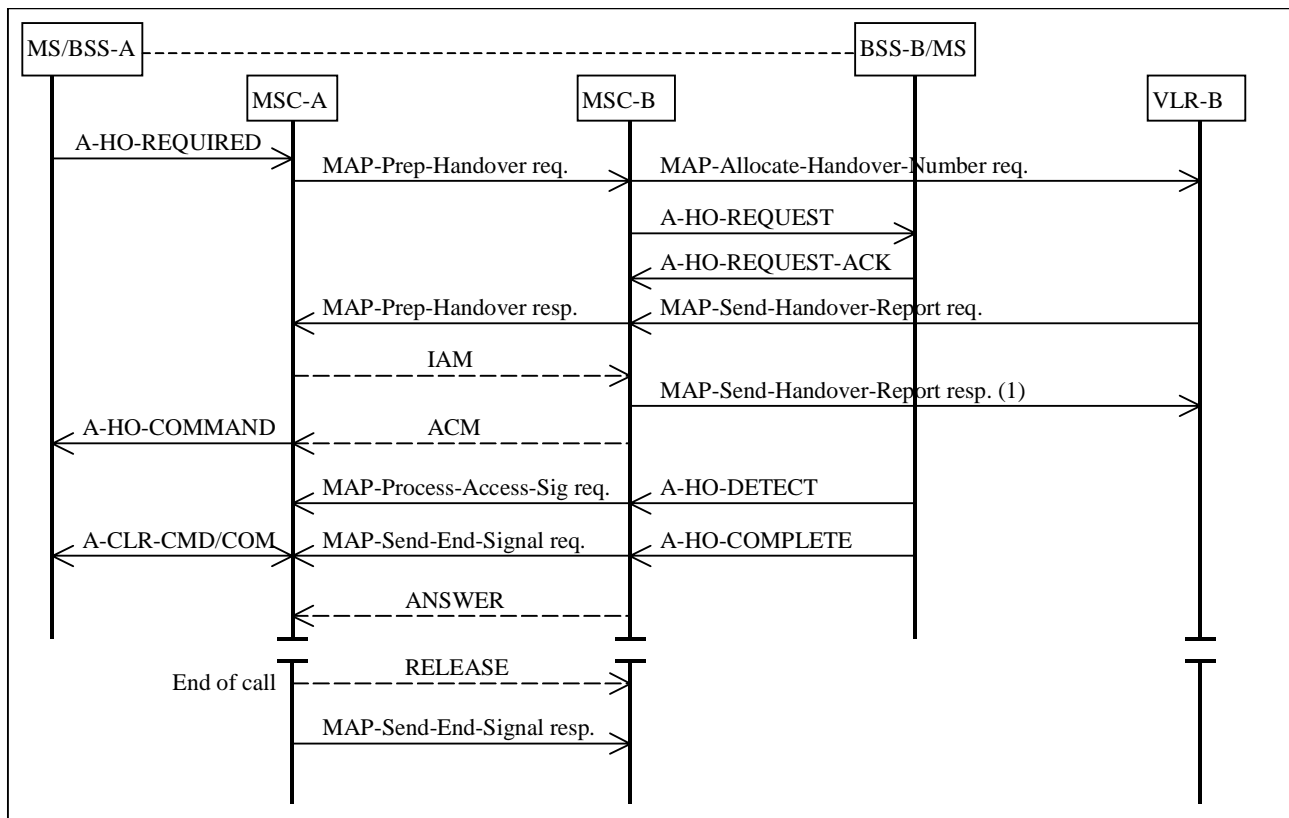 MS/BSS-A
BSS-B/MS
MSC-A
MSC-B
VLR-B
A-HO-REQUIRED
MAP-Prep-Handover req.
MAP-Allocate-Handover-Number req.
A-HO-REQUEST
A-HO-REQUEST-ACK
MAP-Prep-Handover resp.
MAP-Send-Handover-Report req.
IAM
MAP-Send-Handover-Report resp. (1)
A-HO-COMMAND
ACM
MAP-Process-Access-Sig req.
A-HO-DETECT
A-CLR-CMD/COM
MAP-Send-End-Signal req.
A-HO-COMPLETE
ANSWER
RELEASE
End of call
MAP-Send-End-Signal resp.